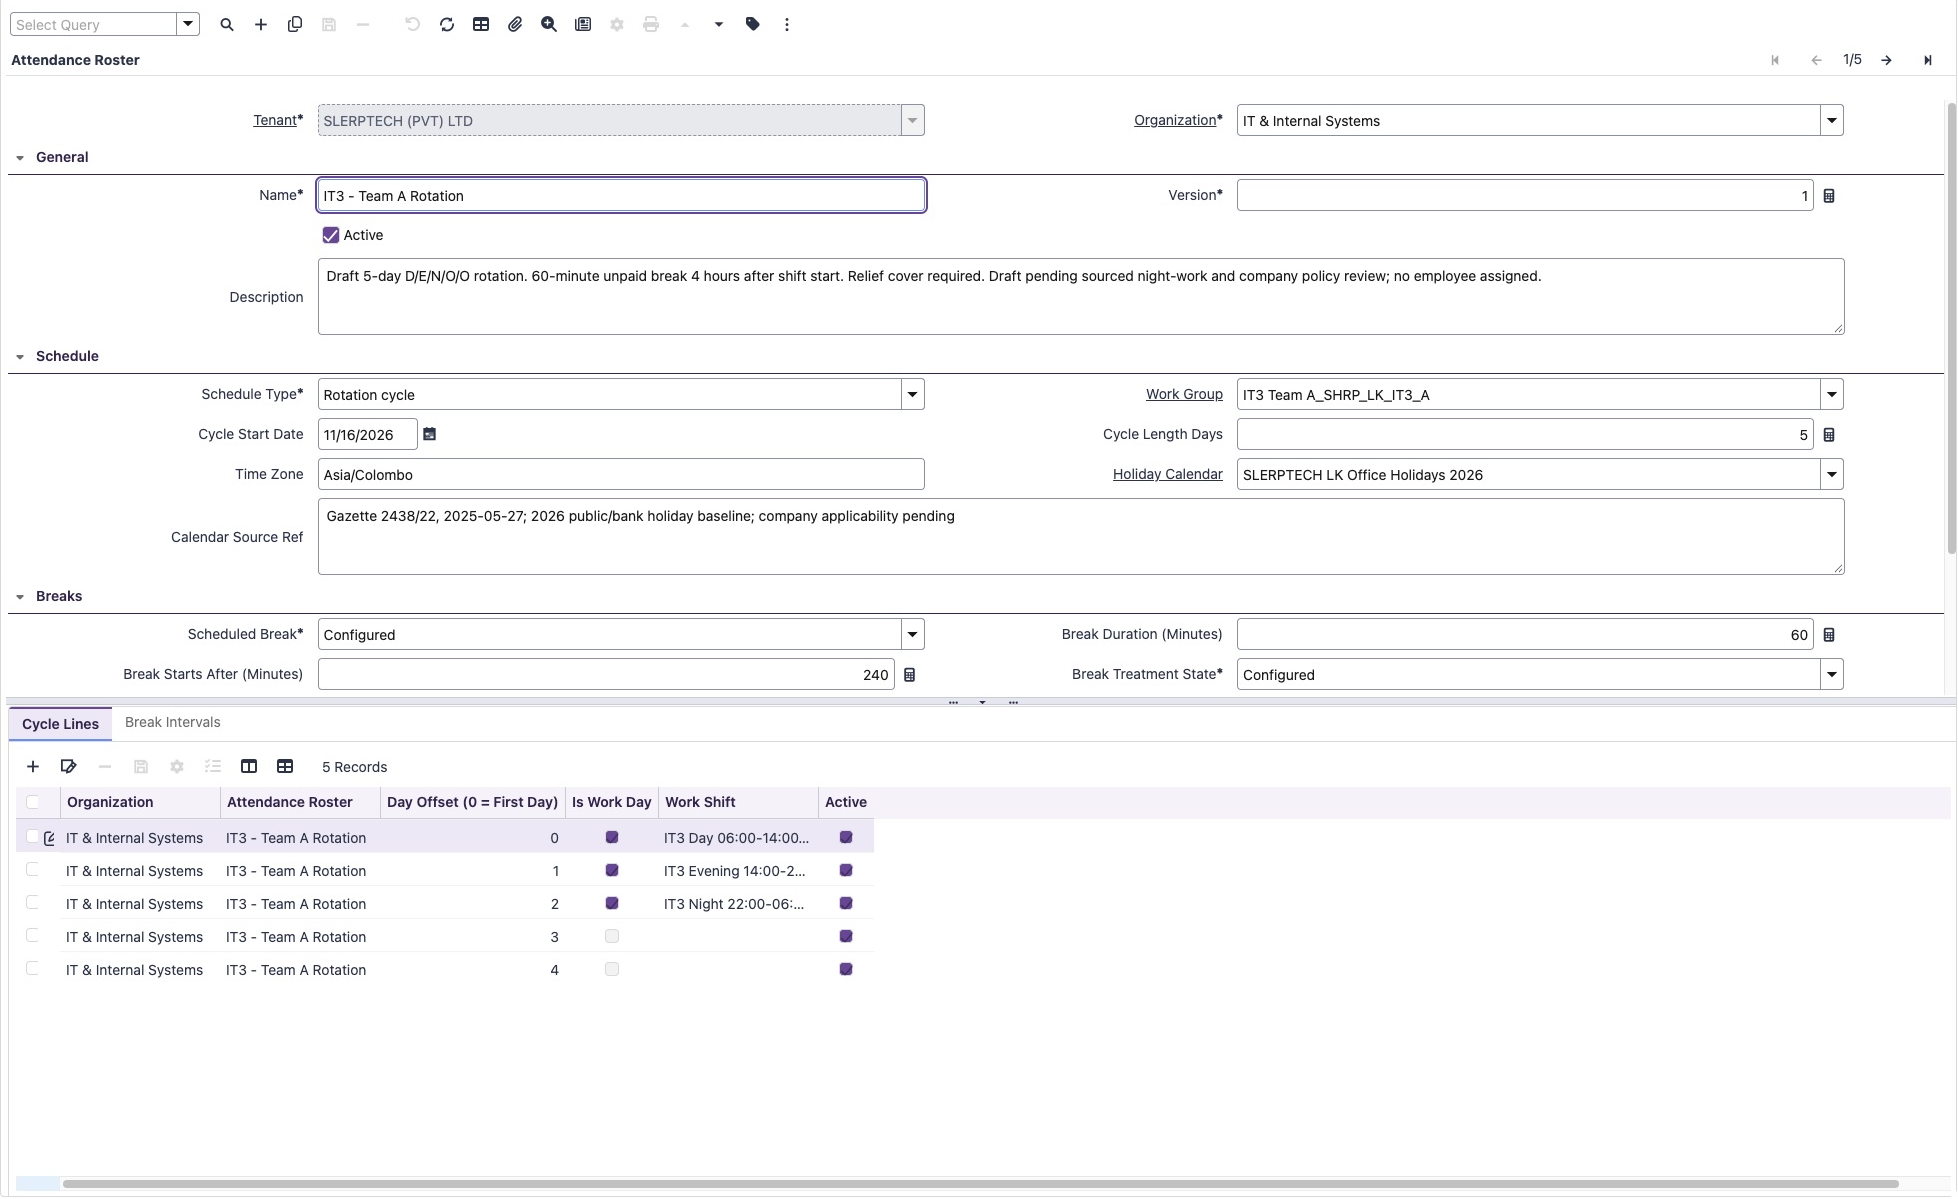 Select Query
Attendance Roster
1/5
Tenant* SLERPTECH (PVT) LTD Organization* IT & Internal Systems
General
Name* IT3 - Team A Rotation Version* 1
Active
Description Draft 5-day D/E/N/O/O rotation. 60-minute unpaid break 4 hours after shift start. Relief cover required. Draft pending sourced night-work and company policy review; no employee assigned.
Schedule
Schedule Type* Rotation cycle Work Group IT3 Team A_SHRP_LK_IT3_A
Cycle Start Date 11/16/2026 Cycle Length Days 5
Time Zone Asia/Colombo Holiday Calendar SLERPTECH LK Office Holidays 2026
Calendar Source Ref Gazette 2438/22, 2025-05-27; 2026 public/bank holiday baseline; company applicability pending
Breaks
Scheduled Break* Configured Break Duration (Minutes) 60
Break Starts After (Minutes) 240 Break Treatment State* Configured
Cycle Lines Break Intervals
5 Records
Organization Attendance Roster Day Offset (0 = First Day) Is Work Day Work Shift Active
IT & Internal Systems IT3 - Team A Rotation 0 IT3 Day 06:00-14:00...
IT & Internal Systems IT3 - Team A Rotation 1 IT3 Evening 14:00-2...
IT & Internal Systems IT3 - Team A Rotation 2 IT3 Night 22:00-06:...
IT & Internal Systems IT3 - Team A Rotation 3
IT & Internal Systems IT3 - Team A Rotation 4